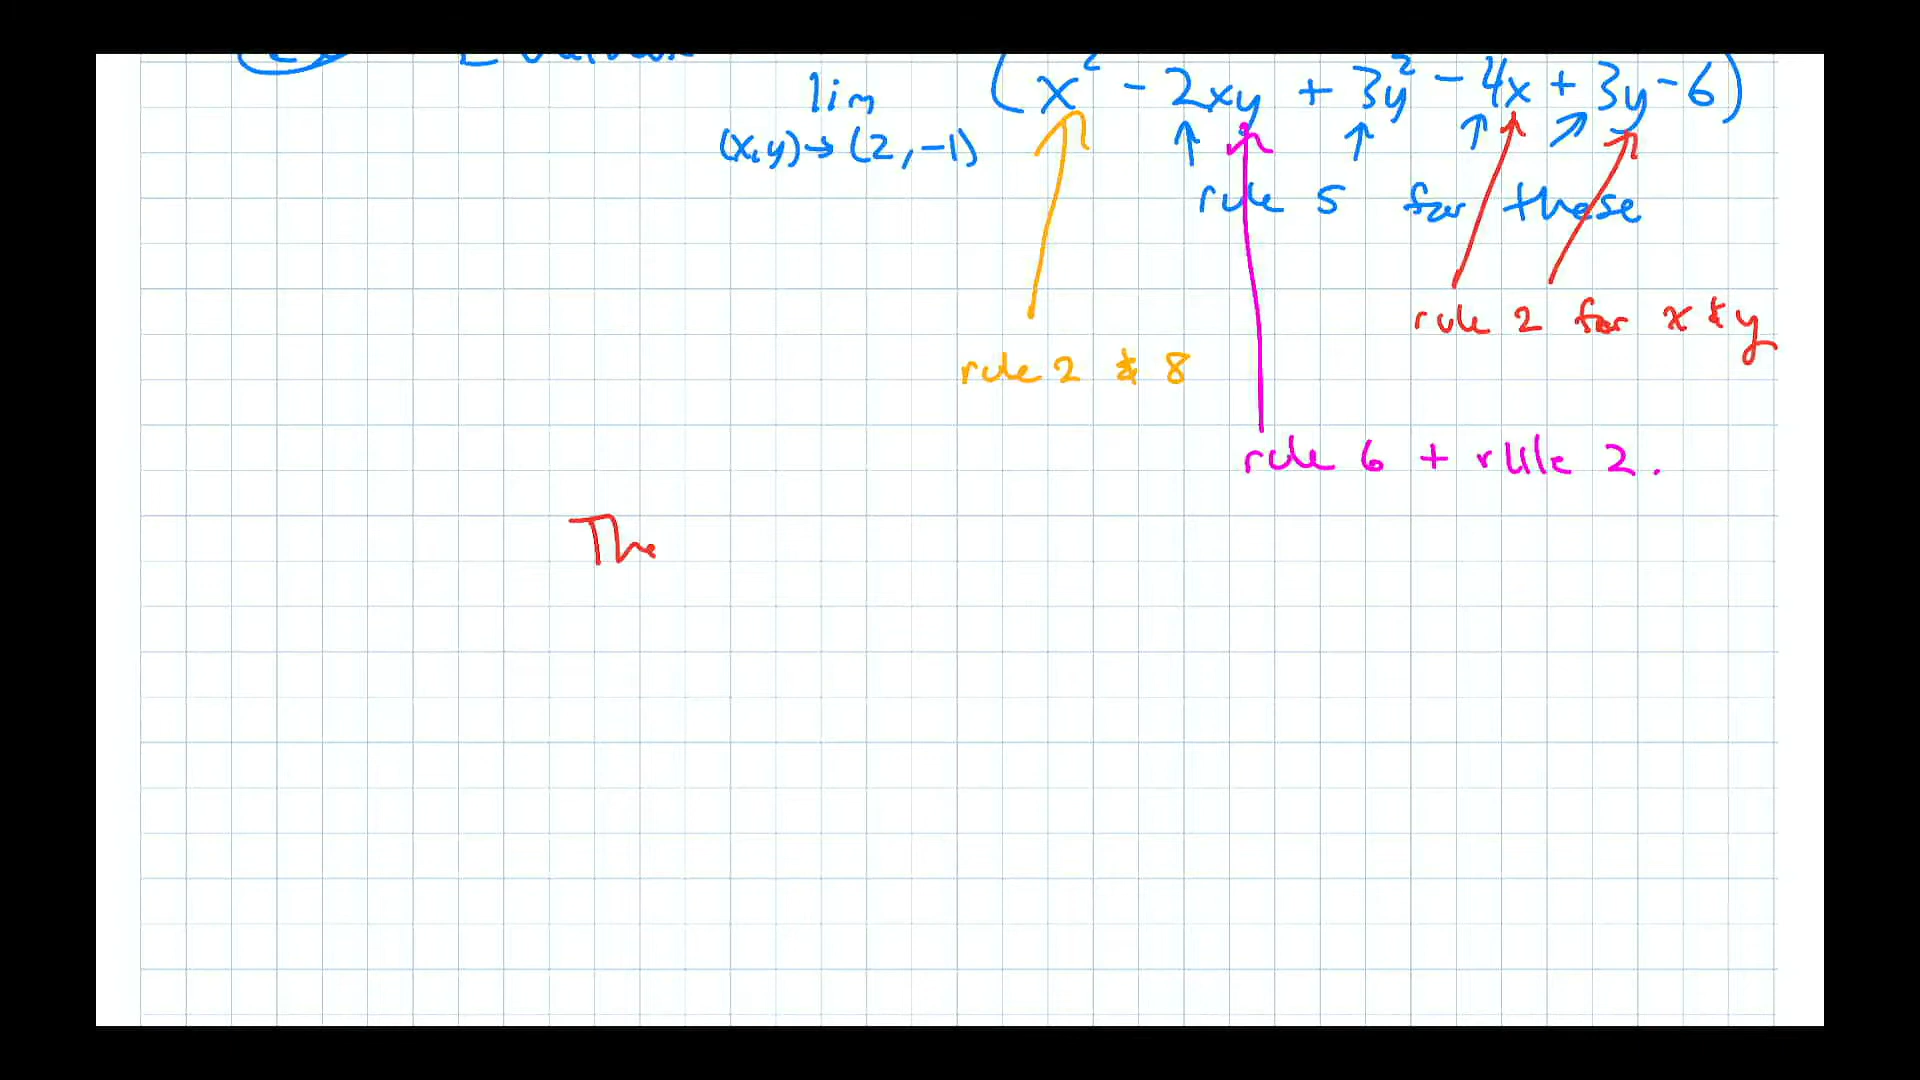 lim (x² - 2xy + 3y² - 4x + 3y - 6)
(x,y)→(2,-1)
rule 5 for these
rule 2 for x & y
rule 2 & 8
rule 6 + rule 2.
The